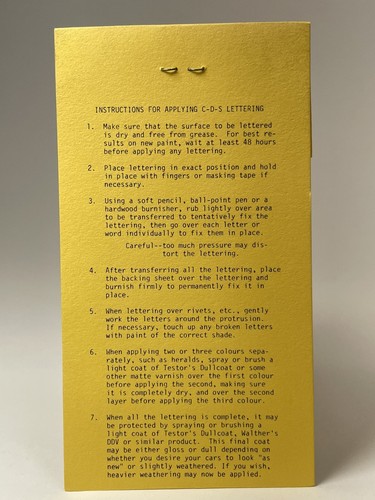 INSTRUCTIONS FOR APPLYING C-D-S LETTERING
1. Make sure that the surface to be lettered
is dry and free from grease. For best re-
sults on new paint, wait at least 48 hours
before applying any lettering.
2. Place lettering in exact position and hold
in place with fingers or masking tape if
necessary.
3. Using a soft pencil, ball-point pen or a
hardwood burnisher, rub lightly over area
to be transferred to tentatively fix the
lettering, then go over each letter or
word individually to fix them in place.
Careful--too much pressure may dis-
tort the lettering.
4. After transferring all the lettering, place
the backing sheet over the lettering and
burnish firmly to permanently fix it in
place.
5. When lettering over rivets, etc., gently
work the letters around the protrusion.
If necessary, touch up any broken letters
with paint of the correct shade.
6. When applying two or three colours sepa-
rately, such as heralds, spray or brush a
light coat of Testor's Dullcoat or some
other matte varnish over the first colour
before applying the second, making sure
it is completely dry, and over the second
layer before applying the third colour.
7. When all the lettering is complete, it may
be protected by spraying or brushing a
light coat of Testor's Dullcoat, Walther's
DDV or similar product. This final coat
may be either gloss or dull depending on
whether you desire your cars to look "as
new" or slightly weathered. If you wish,
heavier weathering may now be applied.